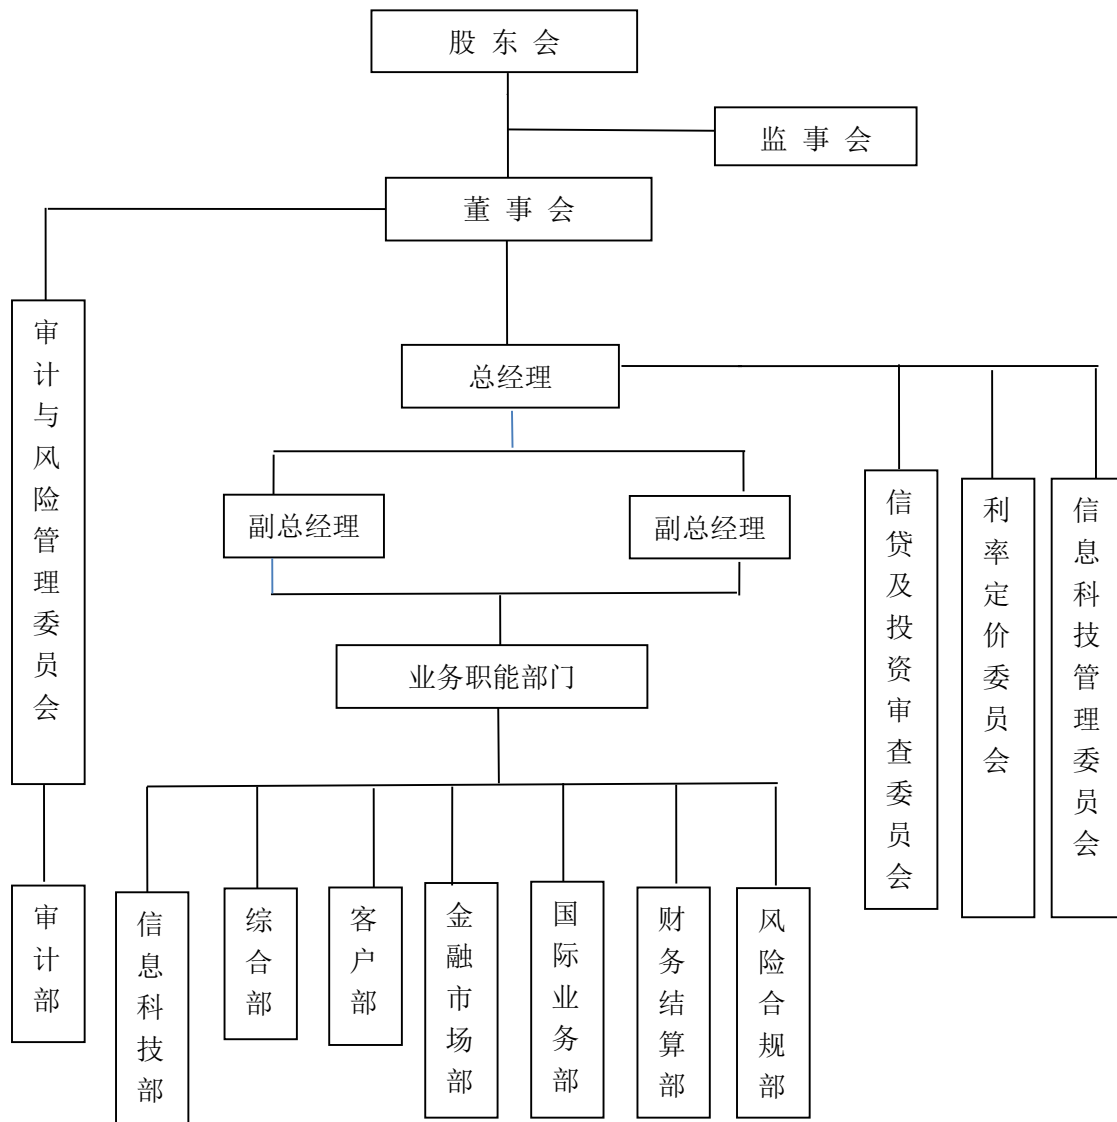 股 东 会
监 事 会
董 事 会
审计与风险管理委员会
总经理
副总经理
副总经理
信贷及投资审查委员会
利率定价委员会
信息科技管理委员会
业务职能部门
审计部
信息科技部
综合部
客户部
金融市场部
国际业务部
财务结算部
风险合规部